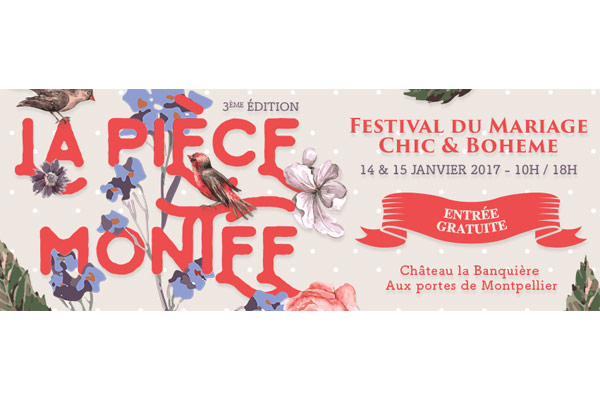 3ÈME ÉDITION
LA PIÈCE
MONTEE
FESTIVAL DU MARIAGE
CHIC & BOHEME
14 & 15 JANVIER 2017 - 10H / 18H
ENTRÉE
GRATUITE
Château la Banquière
Aux portes de Montpellier